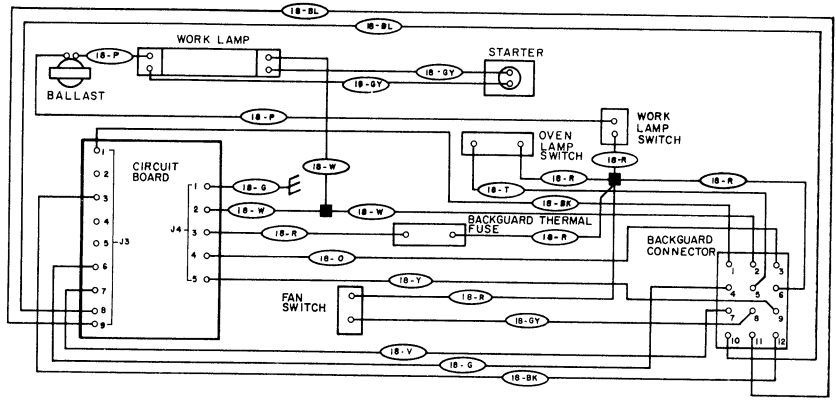 18-BL
18-BL
WORK LAMP
18-P
18-GY
18-GY
STARTER
BALLAST
18-P
WORK
LAMP
SWITCH
OVEN
LAMP
SWITCH
18-R
1
2
3
4
5
6
7
8
9
J3
CIRCUIT
BOARD
18-W
18-R
18-R
18-T
18-BK
1
2
3
4
5
J4
18-G
18-W
18-W
18-R
BACKGUARD THERMAL
FUSE
18-R
18-O
BACKGUARD
CONNECTOR
18-Y
FAN
SWITCH
18-R
18-GY
1
2
3
4
5
6
7
8
9
10
11
12
18-V
18-G
18-BK